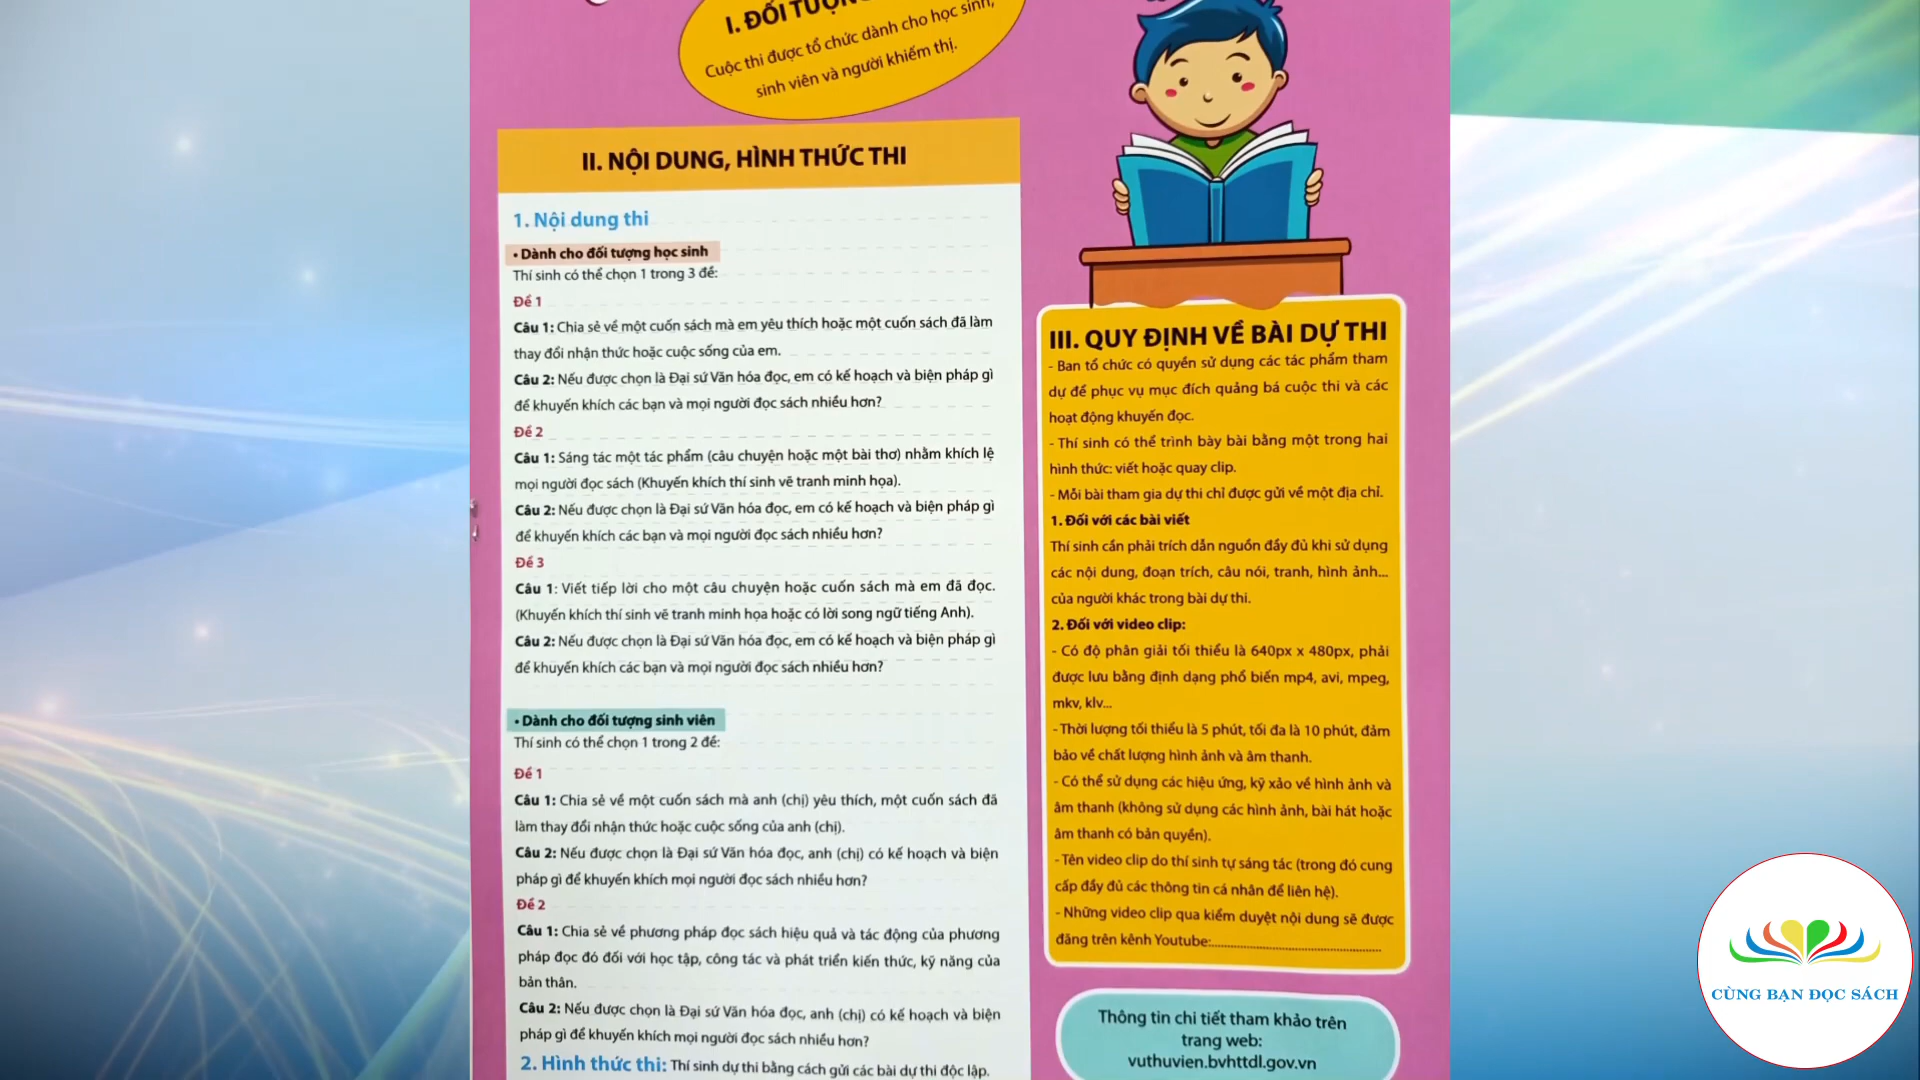 I. ĐỐI TƯỢNG
Cuộc thi được tổ chức dành cho học sinh,
sinh viên và người khiếm thị.
II. NỘI DUNG, HÌNH THỨC THI
1. Nội dung thi
• Dành cho đối tượng học sinh
Thí sinh có thể chọn 1 trong 3 đề:
Đề 1
Câu 1: Chia sẻ về một cuốn sách mà em yêu thích hoặc một cuốn sách đã làm
thay đổi nhận thức hoặc cuộc sống của em.
Câu 2: Nếu được chọn là Đại sứ Văn hóa đọc, em có kế hoạch và biện pháp gì
để khuyến khích các bạn và mọi người đọc sách nhiều hơn?
Đề 2
Câu 1: Sáng tác một tác phẩm (câu chuyện hoặc một bài thơ) nhằm khích lệ
mọi người đọc sách (Khuyến khích thí sinh vẽ tranh minh họa).
Câu 2: Nếu được chọn là Đại sứ Văn hóa đọc, em có kế hoạch và biện pháp gì
để khuyến khích các bạn và mọi người đọc sách nhiều hơn?
Đề 3
Câu 1: Viết tiếp lời cho một câu chuyện hoặc cuốn sách mà em đã đọc.
(Khuyến khích thí sinh vẽ tranh minh họa hoặc có lời song ngữ tiếng Anh).
Câu 2: Nếu được chọn là Đại sứ Văn hóa đọc, em có kế hoạch và biện pháp gì
để khuyến khích các bạn và mọi người đọc sách nhiều hơn?
• Dành cho đối tượng sinh viên
Thí sinh có thể chọn 1 trong 2 đề:
Đề 1
Câu 1: Chia sẻ về một cuốn sách mà anh (chị) yêu thích, một cuốn sách đã
làm thay đổi nhận thức hoặc cuộc sống của anh (chị).
Câu 2: Nếu được chọn là Đại sứ Văn hóa đọc, anh (chị) có kế hoạch và biện
pháp gì để khuyến khích mọi người đọc sách nhiều hơn?
Đề 2
Câu 1: Chia sẻ về phương pháp đọc sách hiệu quả và tác động của phương
pháp đọc đó đối với học tập, công tác và phát triển kiến thức, kỹ năng của
bản thân.
Câu 2: Nếu được chọn là Đại sứ Văn hóa đọc, anh (chị) có kế hoạch và biện
pháp gì để khuyến khích mọi người đọc sách nhiều hơn?
2. Hình thức thi: Thí sinh dự thi bằng cách gửi các bài dự thi độc lập.
III. QUY ĐỊNH VỀ BÀI DỰ THI
- Ban tổ chức có quyền sử dụng các tác phẩm tham
dự để phục vụ mục đích quảng bá cuộc thi và các
hoạt động khuyến đọc.
- Thí sinh có thể trình bày bài bằng một trong hai
hình thức: viết hoặc quay clip.
- Mỗi bài tham gia dự thi chỉ được gửi về một địa chỉ.
1. Đối với các bài viết
Thí sinh cần phải trích dẫn nguồn đầy đủ khi sử dụng
các nội dung, đoạn trích, câu nói, tranh, hình ảnh...
của người khác trong bài dự thi.
2. Đối với video clip:
- Có độ phân giải tối thiểu là 640px x 480px, phải
được lưu bằng định dạng phổ biến mp4, avi, mpeg,
mkv, klv...
- Thời lượng tối thiểu là 5 phút, tối đa là 10 phút, đảm
bảo về chất lượng hình ảnh và âm thanh.
- Có thể sử dụng các hiệu ứng, kỹ xảo về hình ảnh và
âm thanh (không sử dụng các hình ảnh, bài hát hoặc
âm thanh có bản quyền).
- Tên video clip do thí sinh tự sáng tác (trong đó cung
cấp đầy đủ các thông tin cá nhân để liên hệ).
- Những video clip qua kiểm duyệt nội dung sẽ được
đăng trên kênh Youtube:
Thông tin chi tiết tham khảo trên
trang web:
vuthuvien.bvhttdl.gov.vn
CÙNG BẠN ĐỌC SÁCH